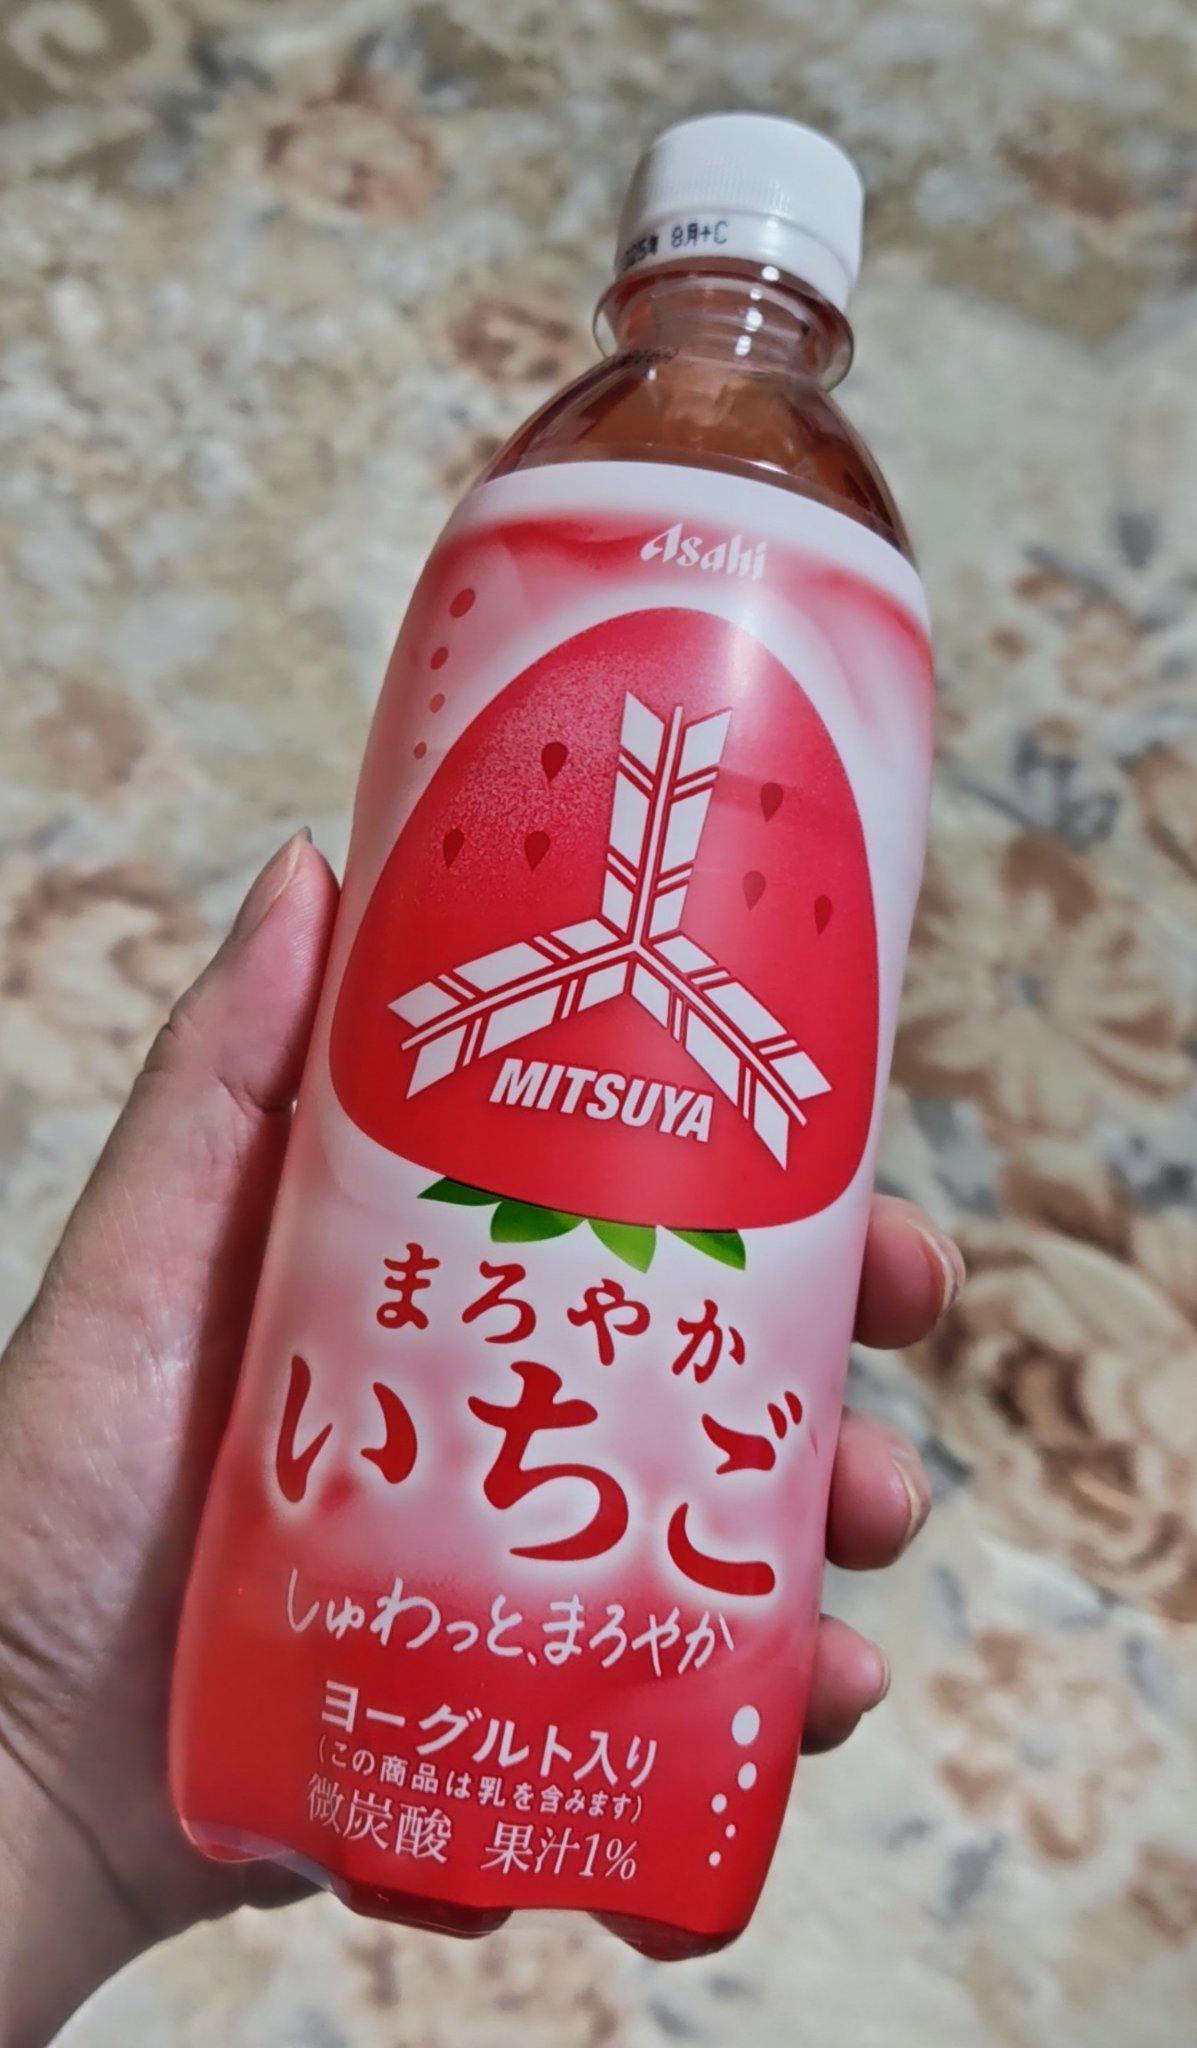 8月+C
Asahi
MITSUYA
まろやか
いちご
しゅわっと、まろやか
ヨーグルト入り
(この商品は乳を含みます)
微炭酸 果汁1%